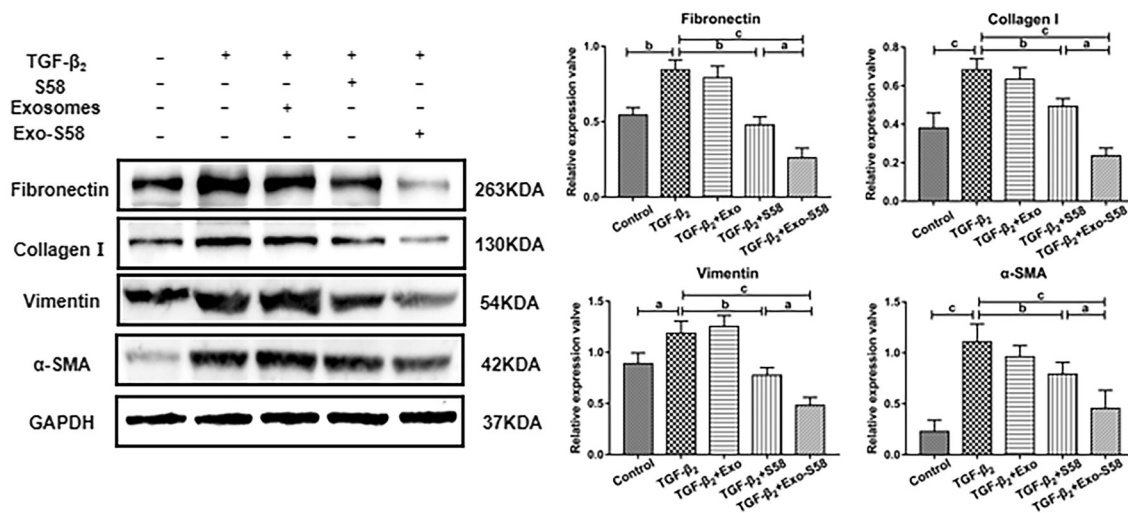 TGF-β₂ − + + + +
S58 − − − + −
Exosomes − − + − −
Exo-S58 − − − − +
Fibronectin 263KDA
Collagen I 130KDA
Vimentin 54KDA
α-SMA 42KDA
GAPDH 37KDA
Fibronectin
Relative expression valve
1.0
0.5
0.0
b
c
b
a
Control
TGF-β₂
TGF-β₂+Exo
TGF-β₂+S58
TGF-β₂+Exo-S58
Collagen I
Relative expression valve
0.8
0.6
0.4
0.2
0.0
c
c
b
a
Control
TGF-β₂
TGF-β₂+Exo
TGF-β₂+S58
TGF-β₂+Exo-S58
Vimentin
Relative expression valve
1.5
1.0
0.5
0.0
a
c
b
a
Control
TGF-β₂
TGF-β₂+Exo
TGF-β₂+S58
TGF-β₂+Exo-S58
α-SMA
Relative expression valve
1.5
1.0
0.5
0.0
c
c
b
a
Control
TGF-β₂
TGF-β₂+Exo
TGF-β₂+S58
TGF-β₂+Exo-S58